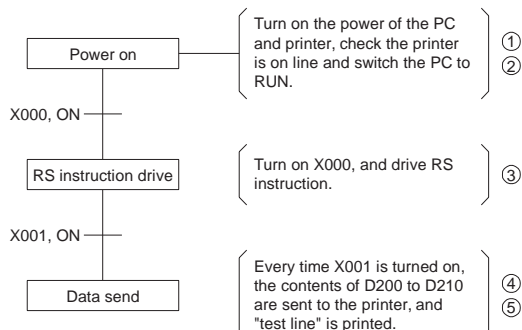 Power on
Turn on the power of the PC
and printer, check the printer
is on line and switch the PC to
RUN.
①
②
X000, ON
RS instruction drive
Turn on X000, and drive RS
instruction.
③
X001, ON
Data send
Every time X001 is turned on,
the contents of D200 to D210
are sent to the printer, and
"test line" is printed.
④
⑤